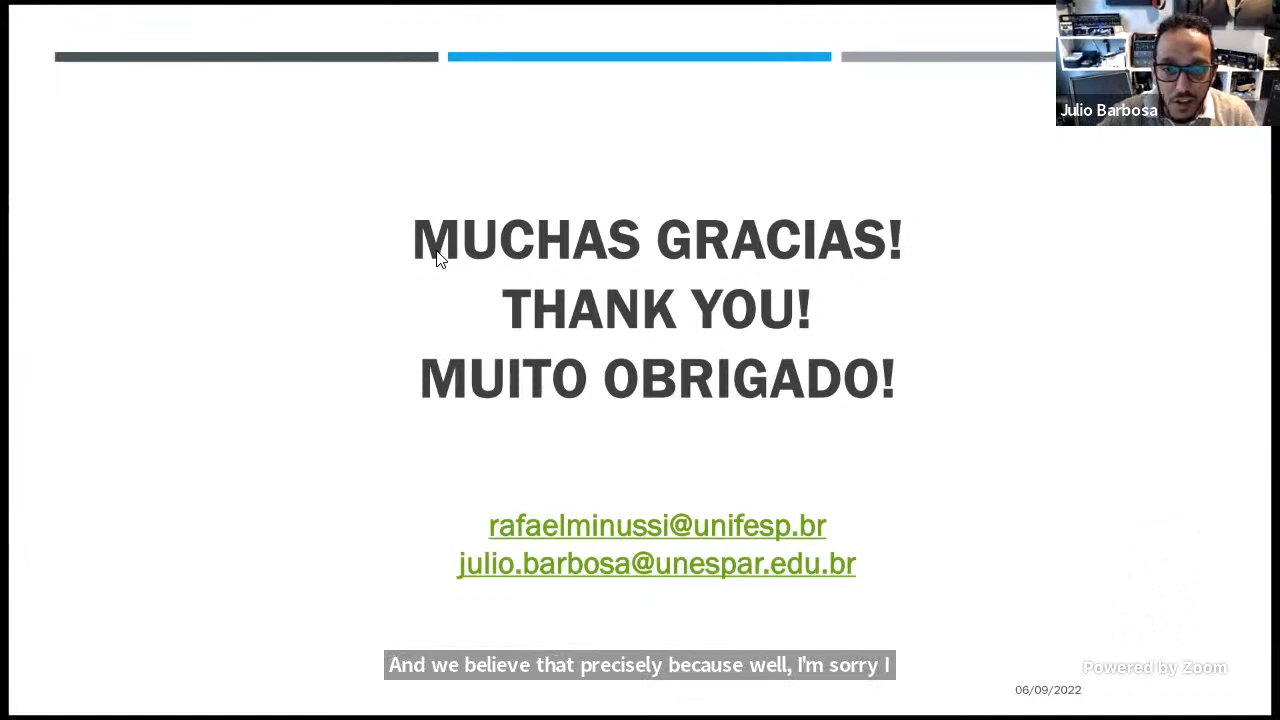 Julio Barbosa
MUCHAS GRACIAS!
THANK YOU!
MUITO OBRIGADO!
rafaelminussi@unifesp.br
julio.barbosa@unespar.edu.br
And we believe that precisely because well, I'm sorry I
Powered by Zoom
06/09/2022